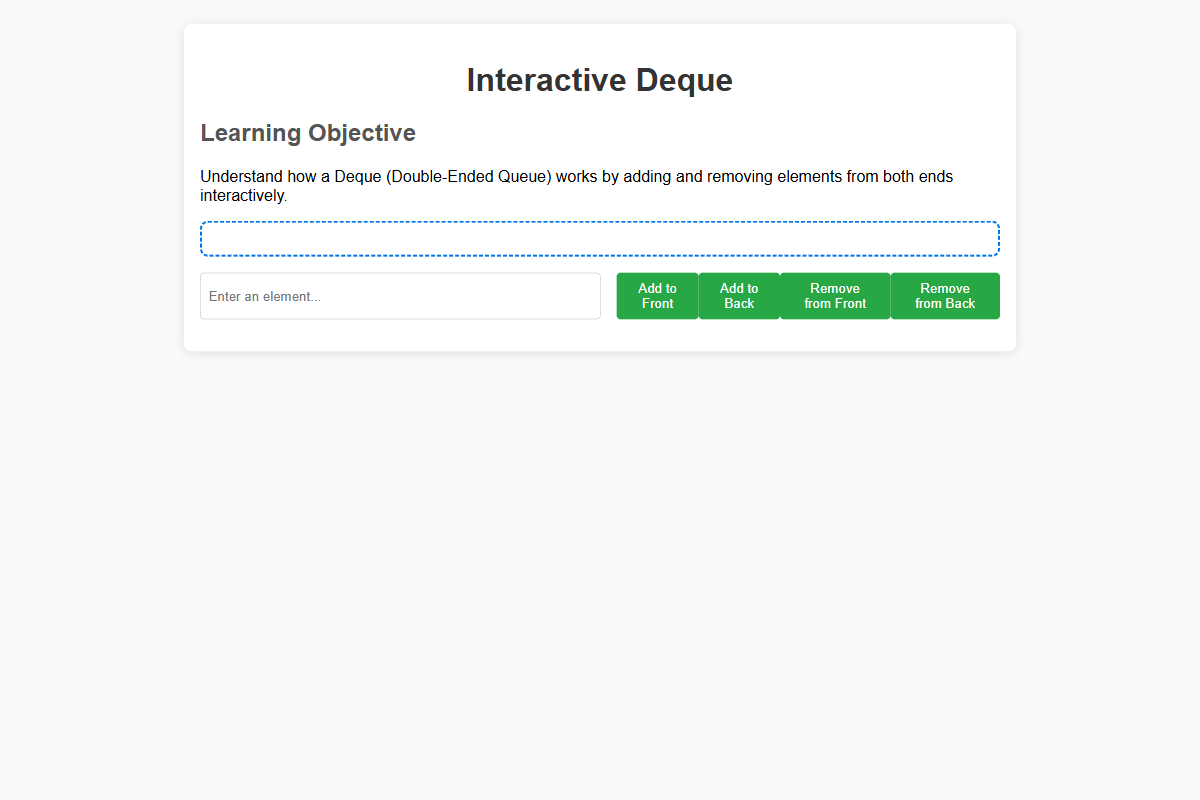 Interactive Deque
Learning Objective
Understand how a Deque (Double-Ended Queue) works by adding and removing elements from both ends
interactively.
Enter an element...
Add to
Front
Add to
Back
Remove
from Front
Remove
from Back